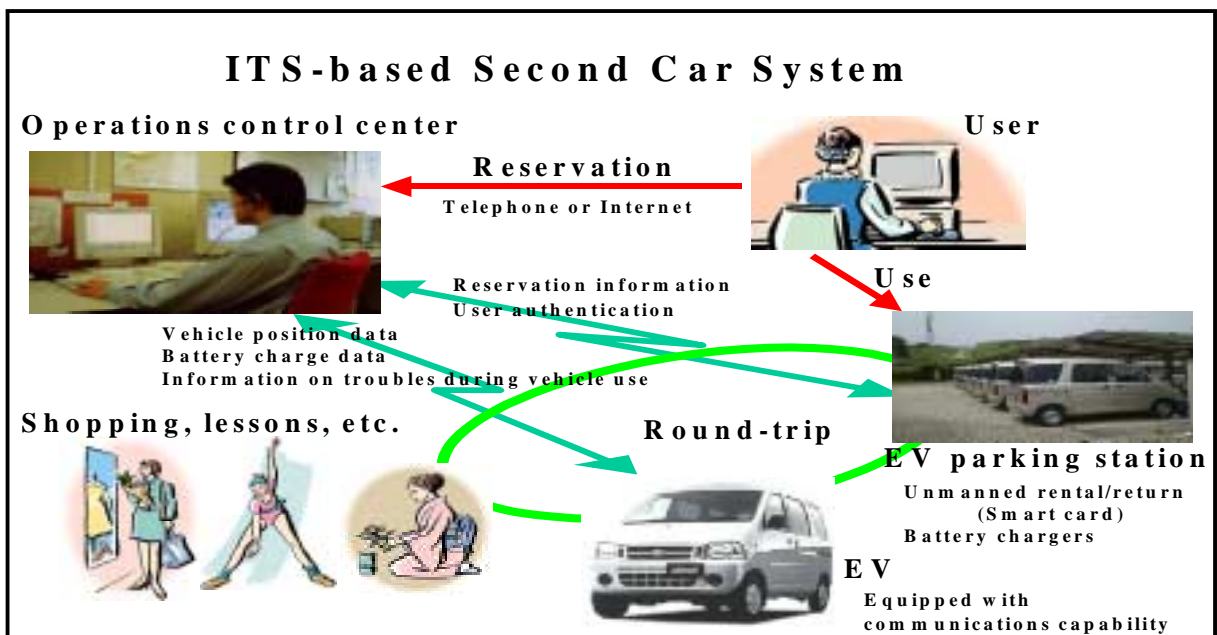 ITS-based Second Car System
Operations control center
User
Reservation
Telephone or Internet
Use
Reservation information
User authentication
Vehicle position data
Battery charge data
Information on troubles during vehicle use
Shopping, lessons, etc.
Round-trip
EV parking station
Unmanned rental/return
(Smart card)
Battery chargers
EV
Equipped with
communications capability